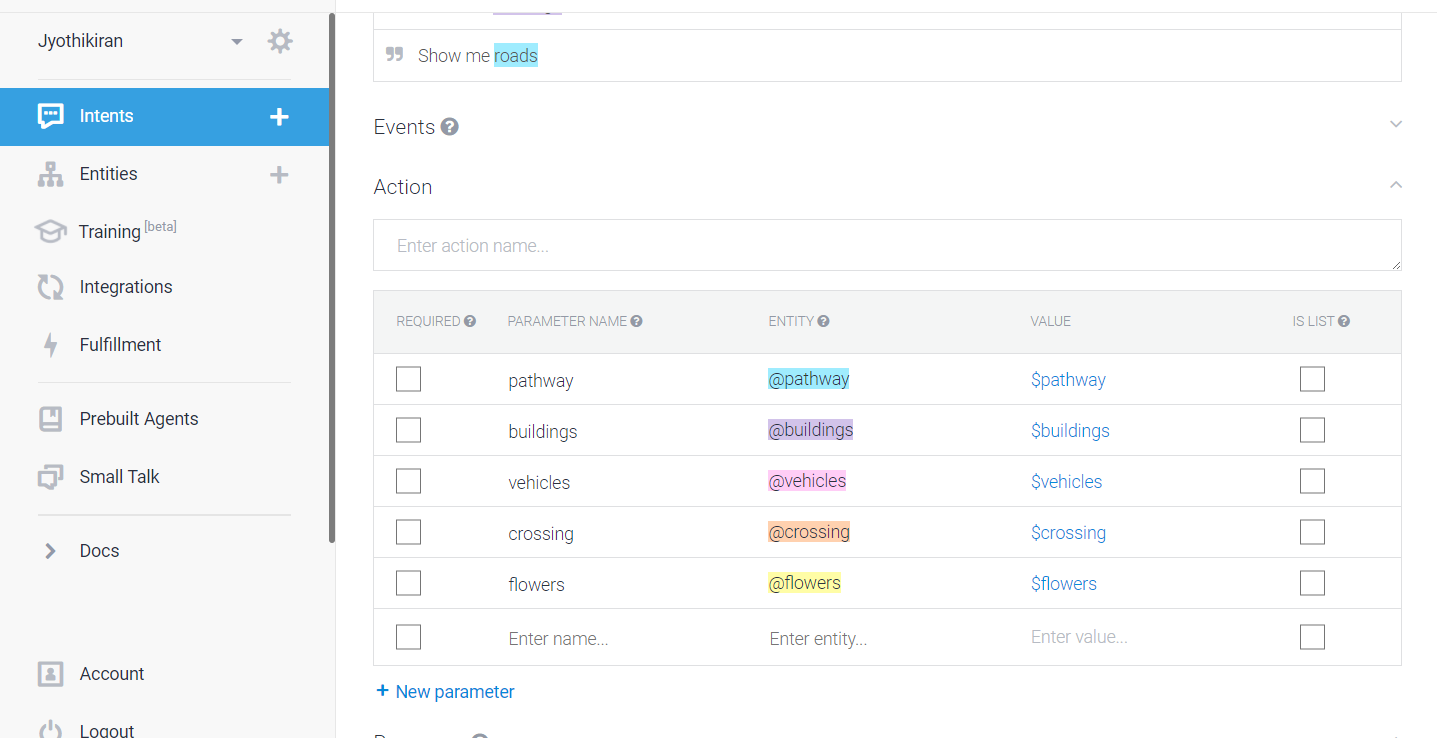 Jyothikiran
Intents
Entities
Training [beta]
Integrations
Fulfillment
Prebuilt Agents
Small Talk
Docs
Account
Logout
Show me roads
Events
Action
Enter action name...
REQUIRED PARAMETER NAME ENTITY VALUE IS LIST
pathway @pathway $pathway
buildings @buildings $buildings
vehicles @vehicles $vehicles
crossing @crossing $crossing
flowers @flowers $flowers
Enter name... Enter entity... Enter value...
+ New parameter